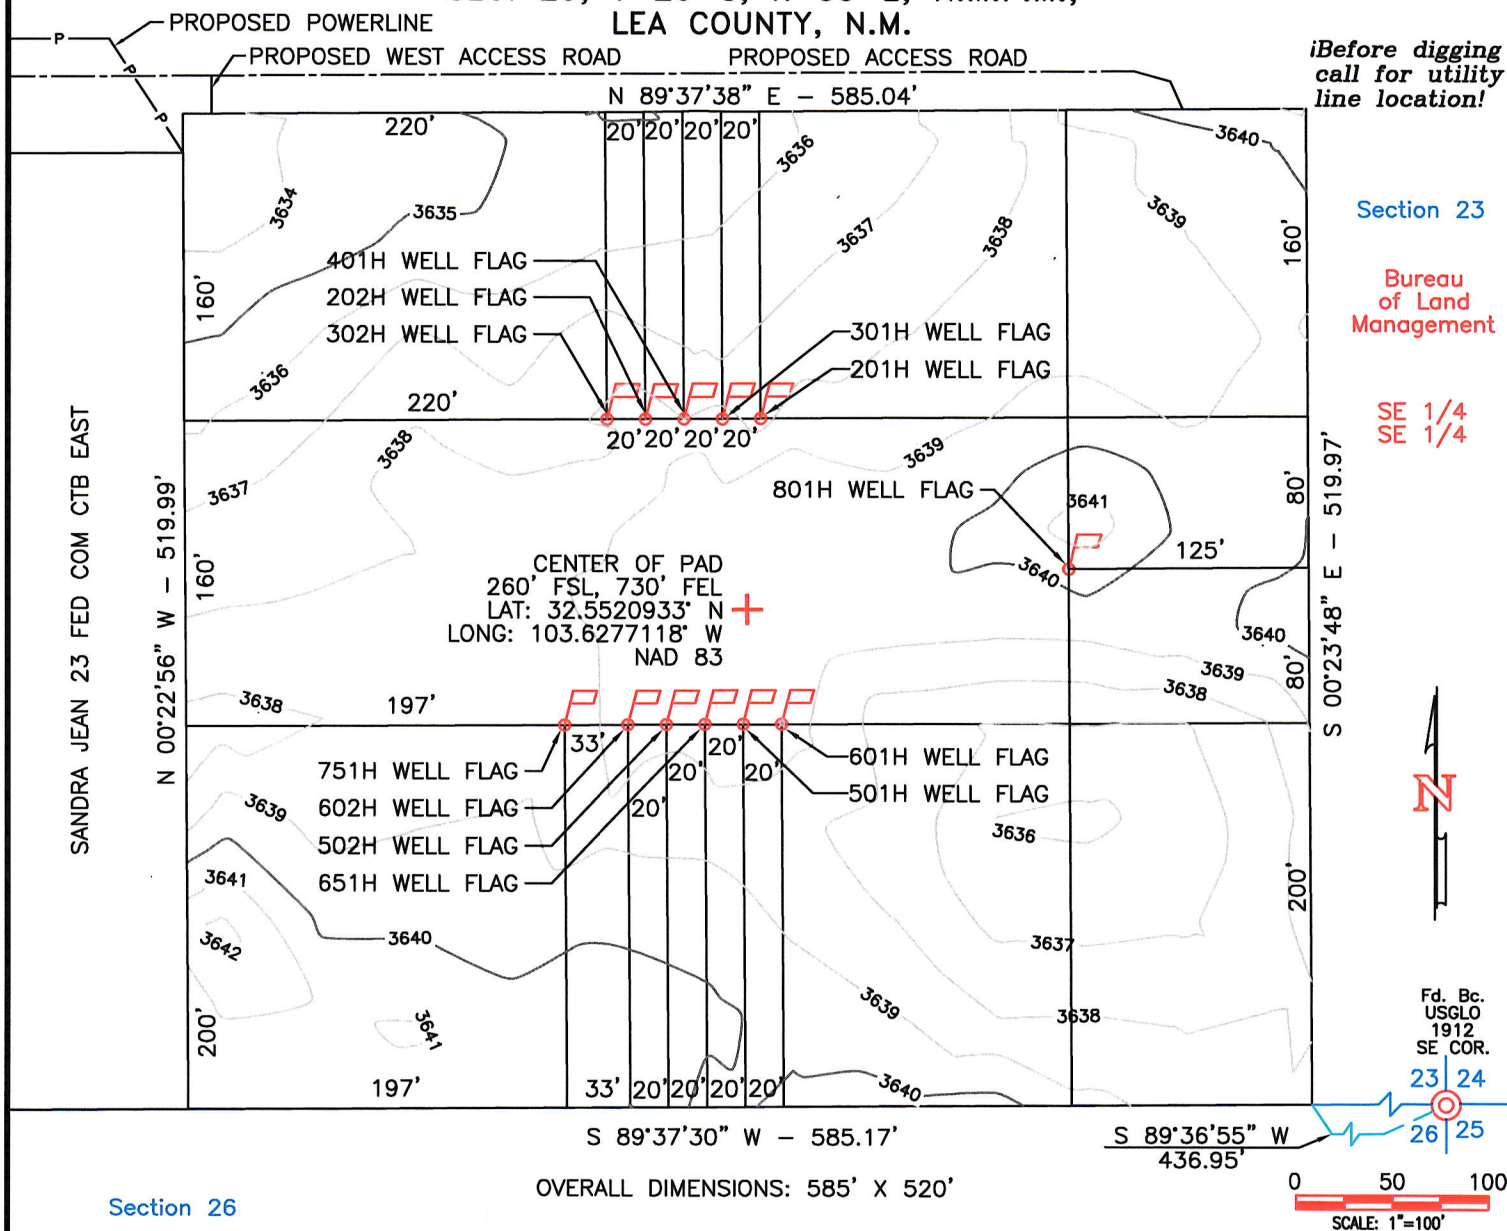 LEA COUNTY, N.M.
PROPOSED POWERLINE
PROPOSED WEST ACCESS ROAD
PROPOSED ACCESS ROAD
P
P
P
N 89°37'38" E – 585.04'
¡Before digging
call for utility
line location!
220'
20' 20' 20' 20'
3636
3640
3634
3635
3637
3638
3639
160'
160'
Section 23
Bureau
of Land
Management
SE 1/4
SE 1/4
401H WELL FLAG
202H WELL FLAG
302H WELL FLAG
301H WELL FLAG
201H WELL FLAG
3636
220'
20' 20' 20' 20'
3638
3637
3639
801H WELL FLAG
3641
3640
125'
80'
SANDRA JEAN 23 FED COM CTB EAST
N 00°22'56" W – 519.99'
160'
S 00°23'48" E – 519.97'
CENTER OF PAD
260' FSL, 730' FEL
LAT: 32.5520933° N
LONG: 103.6277118° W
NAD 83
3640
80'
3639
3638
3638
197'
33'
20'
20'
20'
20'
751H WELL FLAG
602H WELL FLAG
502H WELL FLAG
651H WELL FLAG
601H WELL FLAG
501H WELL FLAG
N
3639
3636
3641
3642
3640
3637
200'
200'
3641
3639
3638
3640
197'
33' 20' 20' 20' 20'
Fd. Bc.
USGLO
1912
SE COR.
23 24
26 25
S 89°37'30" W – 585.17'
S 89°36'55" W
436.95'
OVERALL DIMENSIONS: 585' X 520'
Section 26
0 50 100
SCALE: 1"=100'